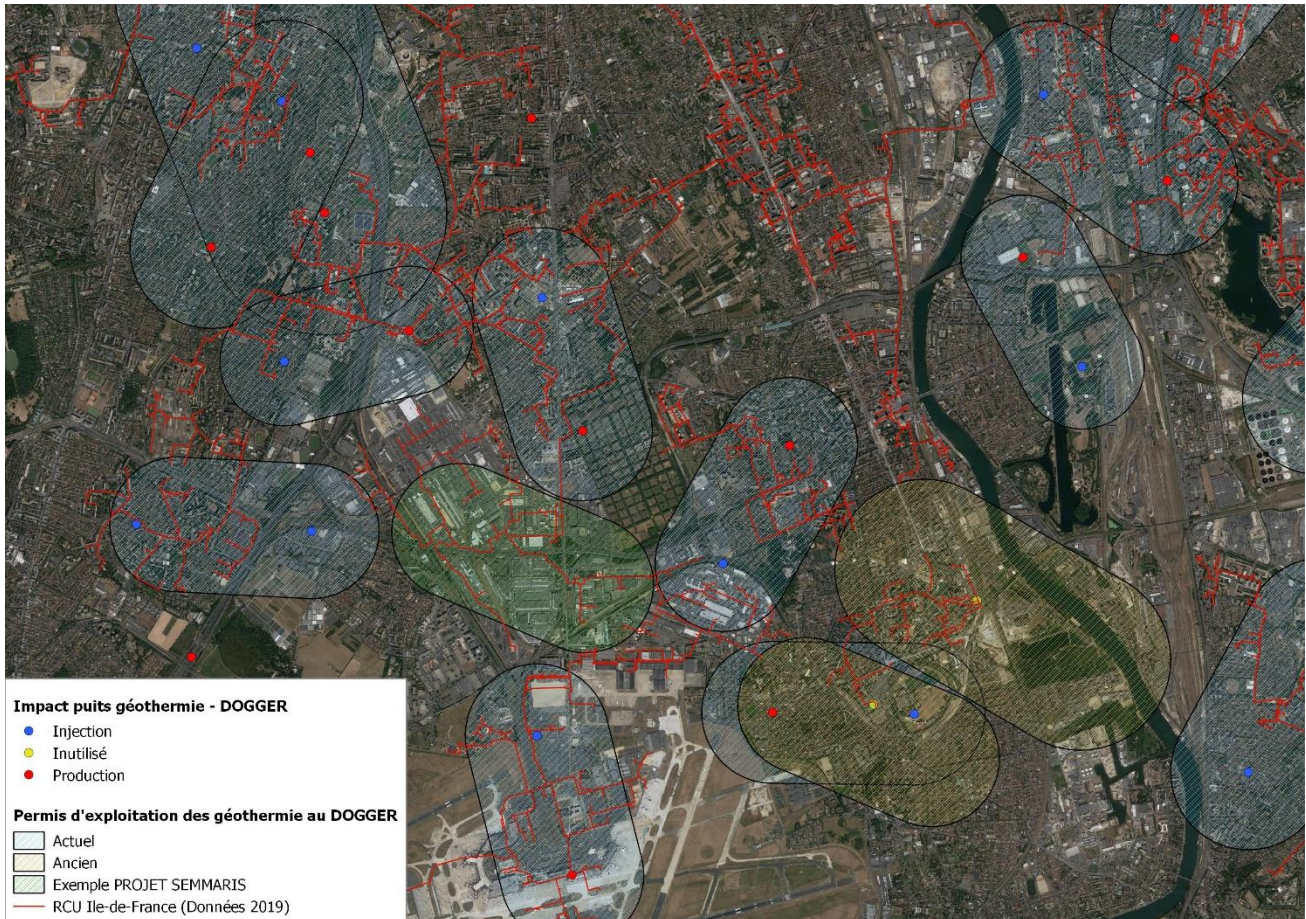 Impact puits géothermie - DOGGER
Injection
Inutilisé
Production
Permis d'exploitation des géothermie au DOGGER
Actuel
Ancien
Exemple PROJET SEMMARIS
RCU Ile-de-France (Données 2019)